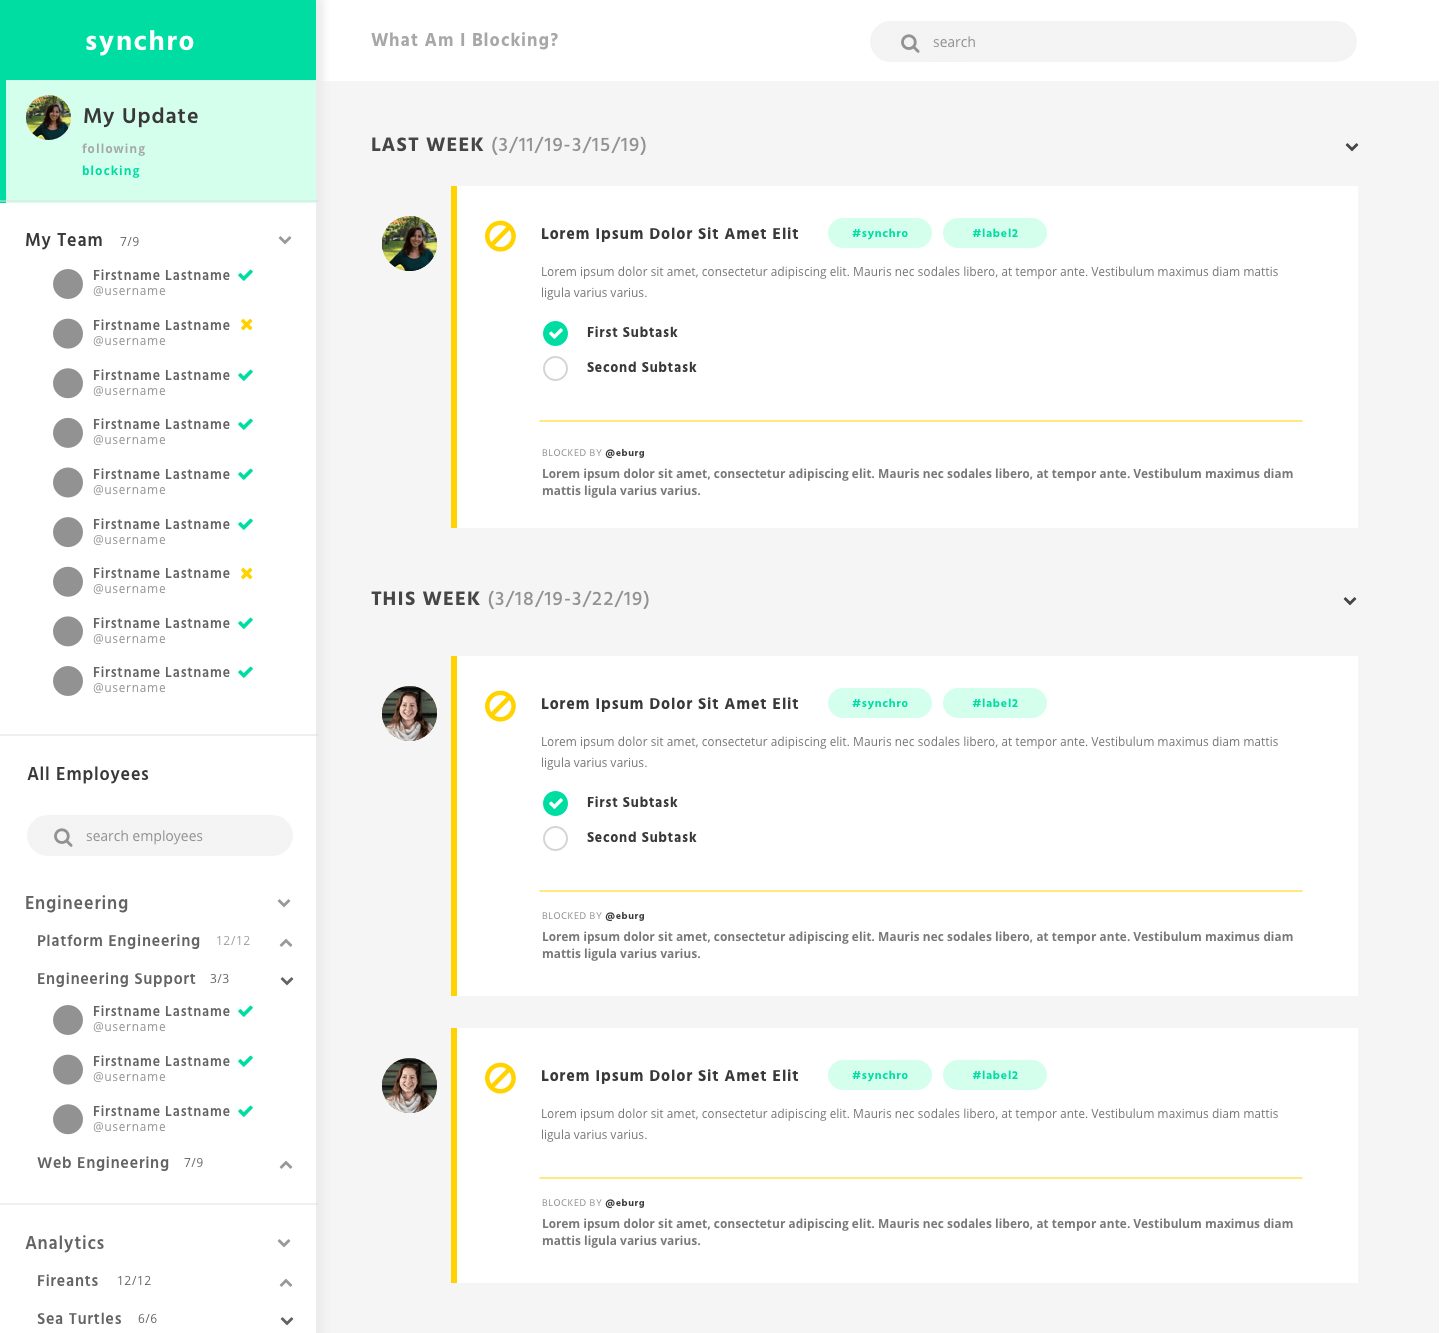 synchro
My Update
following
blocking
My Team 7/9
Firstname Lastname
@username
Firstname Lastname
@username
Firstname Lastname
@username
Firstname Lastname
@username
Firstname Lastname
@username
Firstname Lastname
@username
Firstname Lastname
@username
Firstname Lastname
@username
Firstname Lastname
@username
All Employees
search employees
Engineering
Platform Engineering 12/12
Engineering Support 3/3
Firstname Lastname
@username
Firstname Lastname
@username
Firstname Lastname
@username
Web Engineering 7/9
Analytics
Fireants 12/12
Sea Turtles 6/6
What Am I Blocking?
search
LAST WEEK (3/11/19-3/15/19)
Lorem Ipsum Dolor Sit Amet Elit #synchro #label2
Lorem ipsum dolor sit amet, consectetur adipiscing elit. Mauris nec sodales libero, at tempor ante. Vestibulum maximus diam mattis
ligula varius varius.
First Subtask
Second Subtask
BLOCKED BY @eburg
Lorem ipsum dolor sit amet, consectetur adipiscing elit. Mauris nec sodales libero, at tempor ante. Vestibulum maximus diam
mattis ligula varius varius.
THIS WEEK (3/18/19-3/22/19)
Lorem Ipsum Dolor Sit Amet Elit #synchro #label2
Lorem ipsum dolor sit amet, consectetur adipiscing elit. Mauris nec sodales libero, at tempor ante. Vestibulum maximus diam mattis
ligula varius varius.
First Subtask
Second Subtask
BLOCKED BY @eburg
Lorem ipsum dolor sit amet, consectetur adipiscing elit. Mauris nec sodales libero, at tempor ante. Vestibulum maximus diam
mattis ligula varius varius.
Lorem Ipsum Dolor Sit Amet Elit #synchro #label2
Lorem ipsum dolor sit amet, consectetur adipiscing elit. Mauris nec sodales libero, at tempor ante. Vestibulum maximus diam mattis
ligula varius varius.
BLOCKED BY @eburg
Lorem ipsum dolor sit amet, consectetur adipiscing elit. Mauris nec sodales libero, at tempor ante. Vestibulum maximus diam
mattis ligula varius varius.